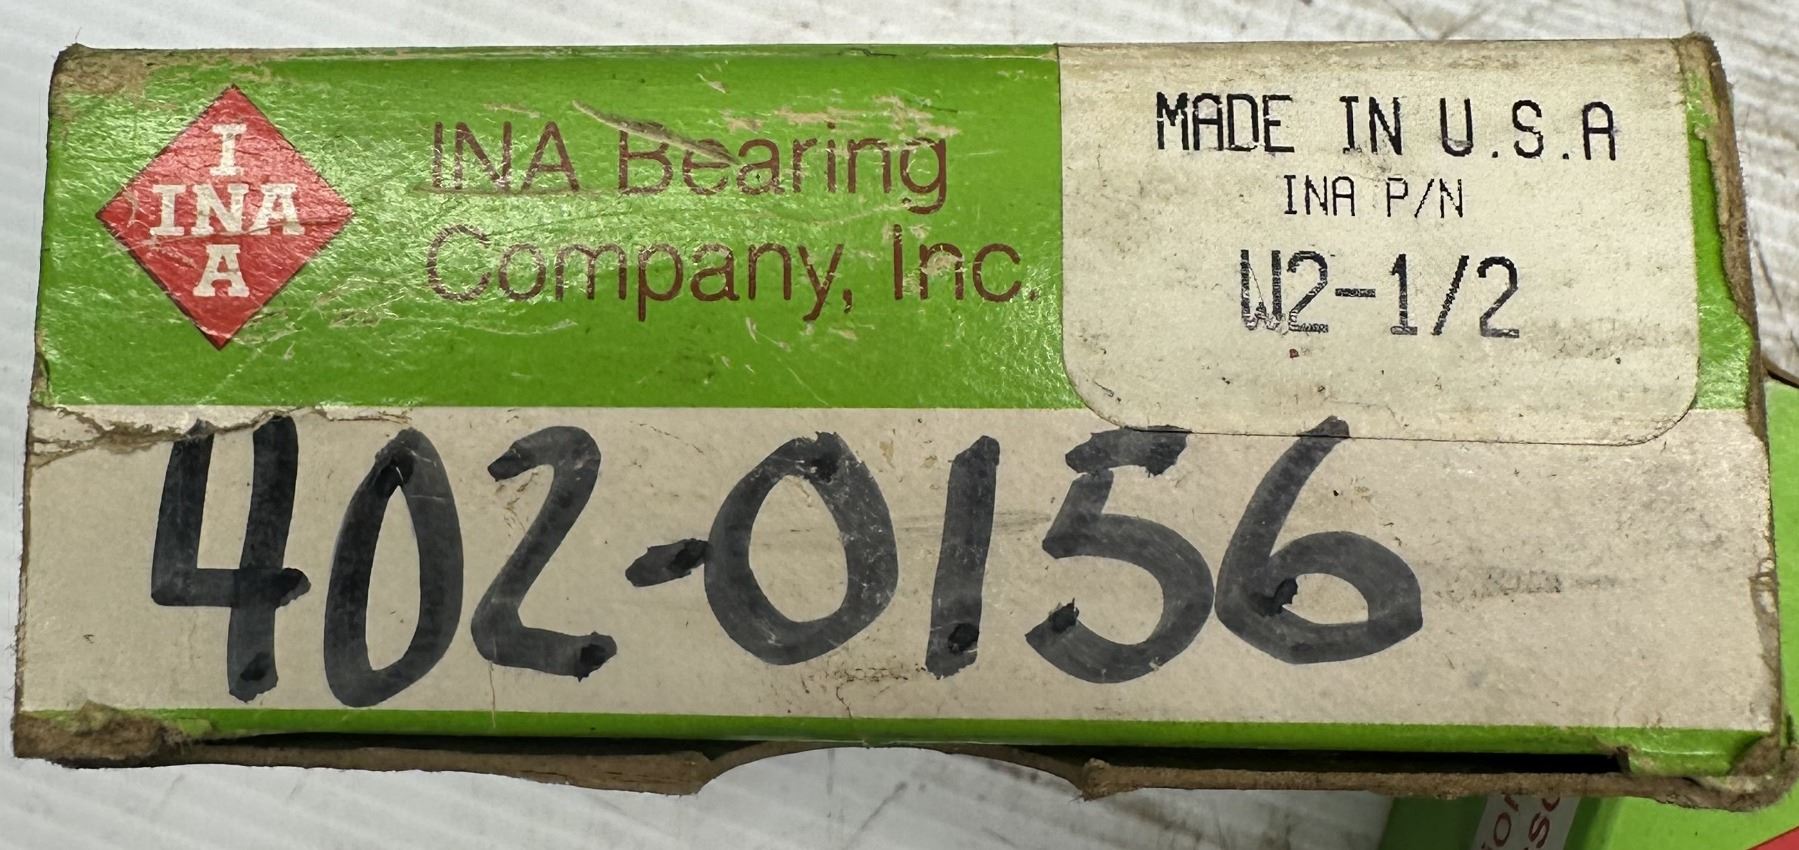 I
INA
A
INA Bearing
Company, Inc.
MADE IN U.S.A
INA P/N
W2-1/2
402-0156